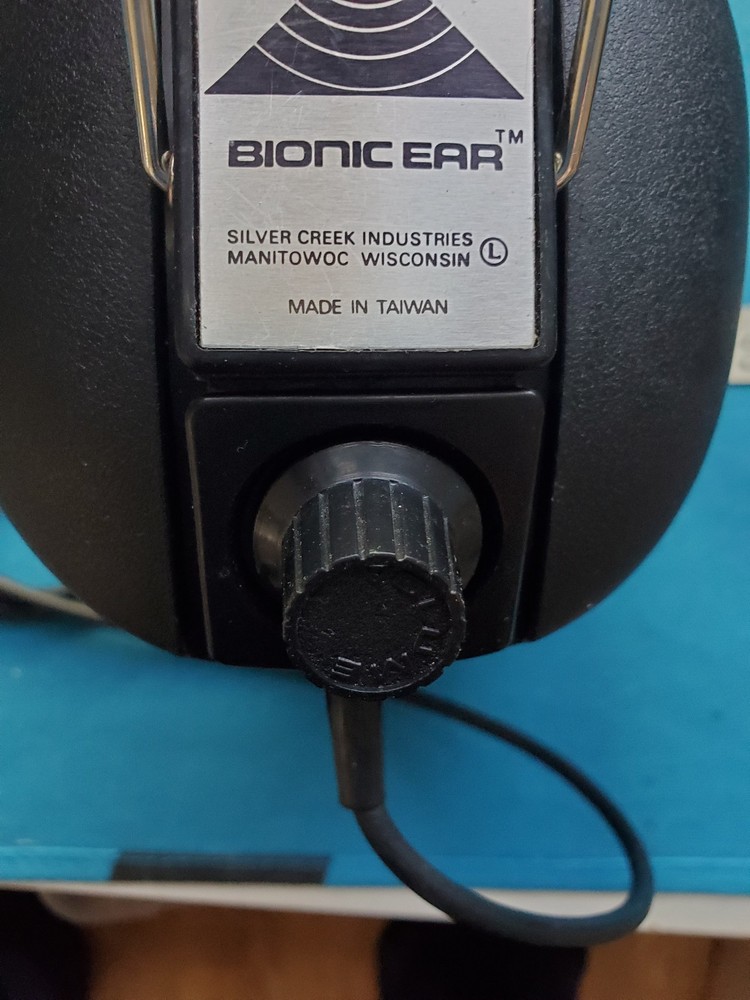 BIONIC EAR™
SILVER CREEK INDUSTRIES
MANITOWOC WISCONSIN Ⓛ
MADE IN TAIWAN